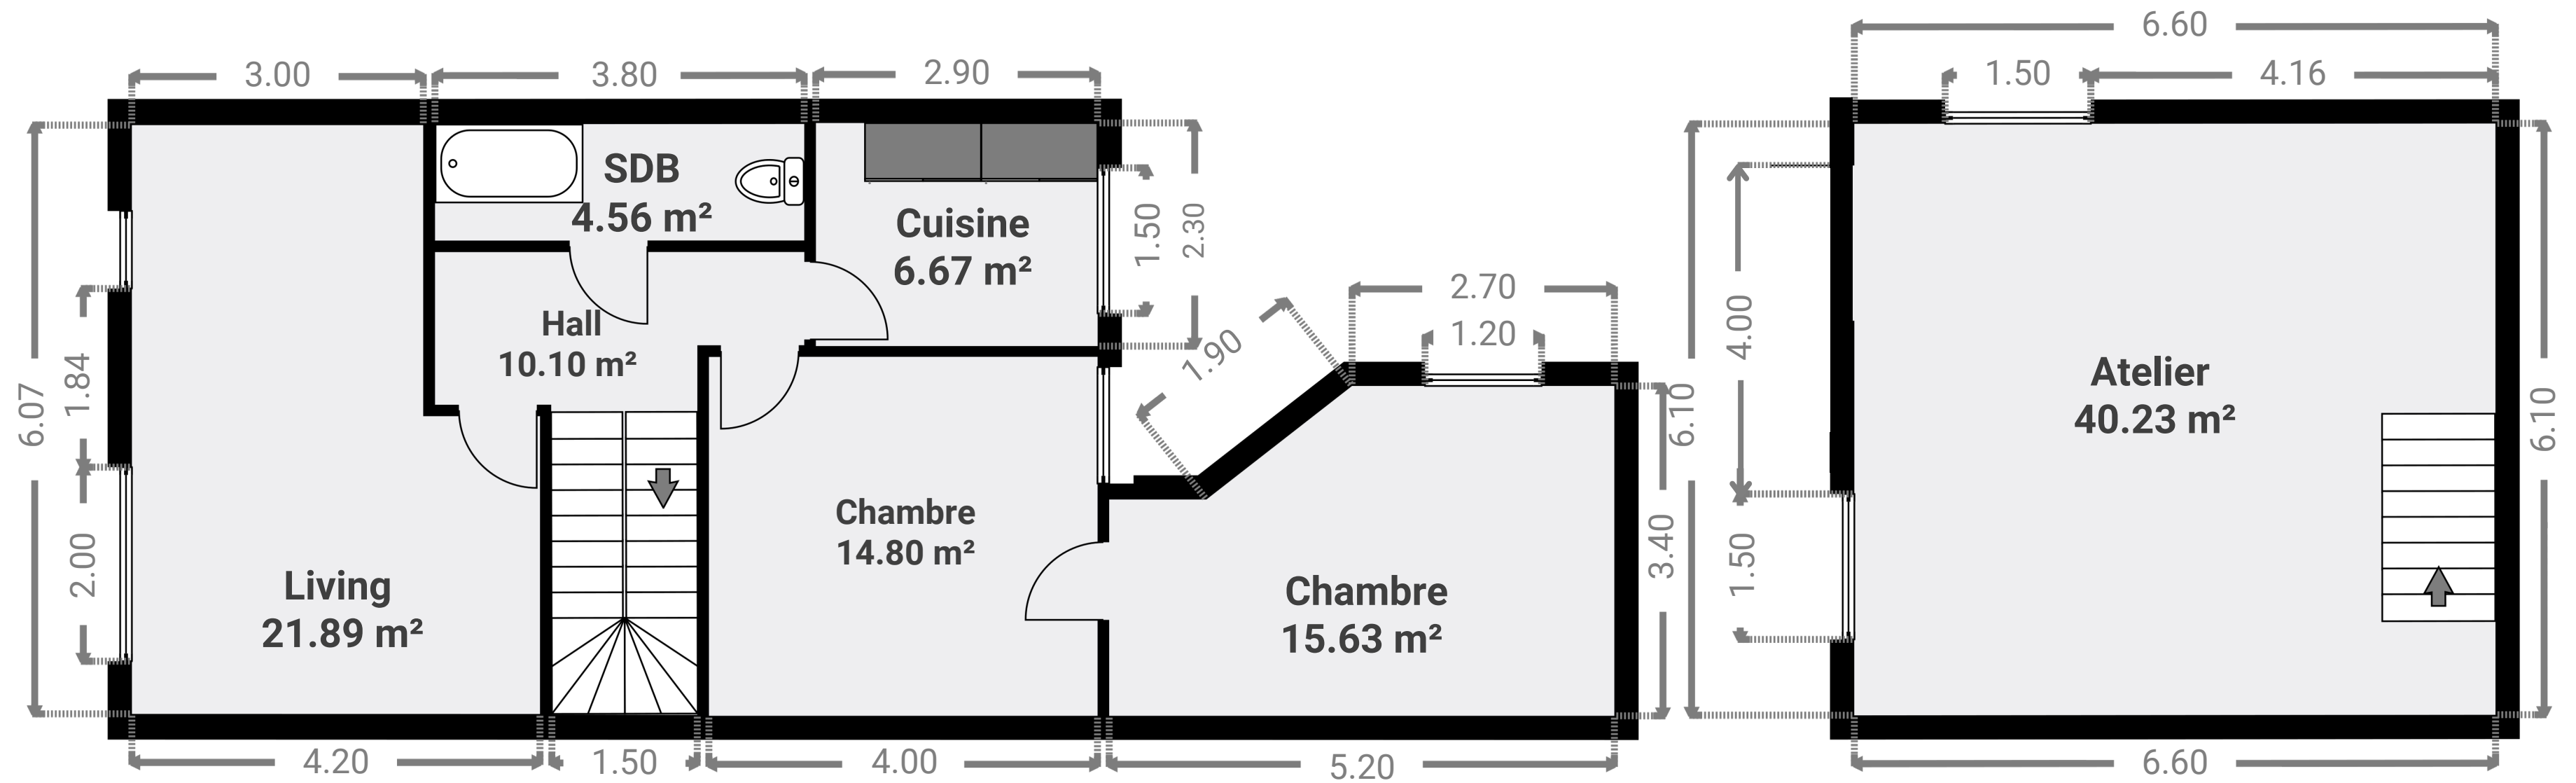 6.60
3.00
3.80
2.90
1.50
4.16
SDB
4.56 m²
Cuisine
6.67 m²
1.50
2.30
Hall
10.10 m²
2.70
1.20
1.90
6.07
1.84
2.00
4.00
6.10
1.50
Atelier
40.23 m²
6.10
Chambre
14.80 m²
3.40
Living
21.89 m²
Chambre
15.63 m²
4.20
1.50
4.00
5.20
6.60